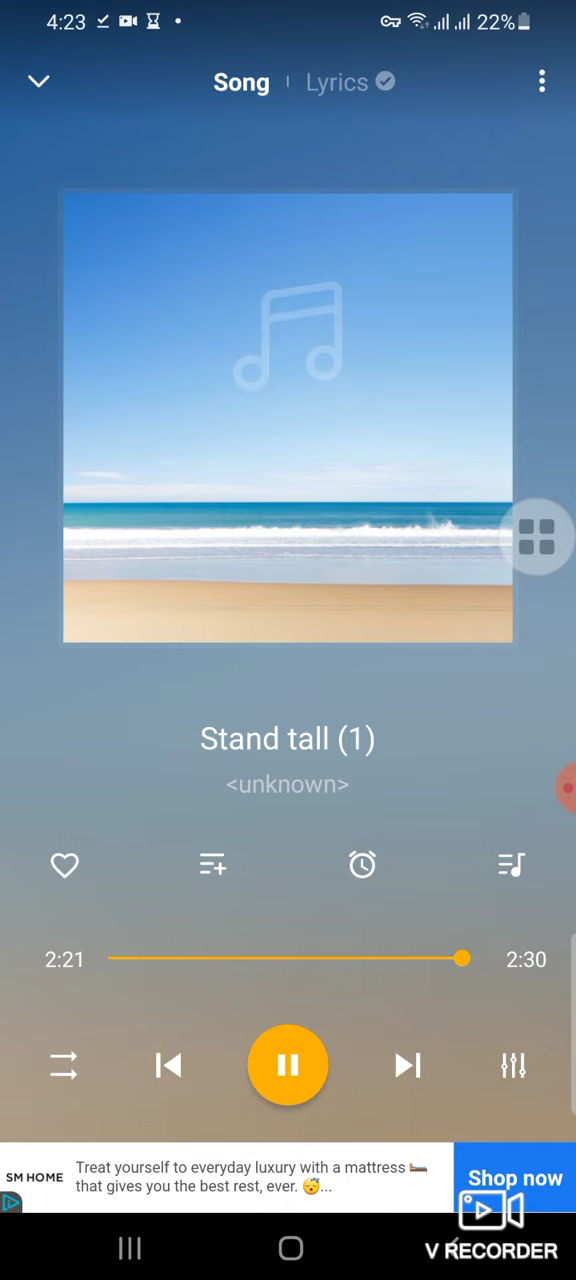 4:23
22%
Song
Lyrics
Stand tall (1)
<unknown>
2:21
2:30
SM HOME
Treat yourself to everyday luxury with a mattress 🛏️
that gives you the best rest, ever. 😴...
Shop now
V RECORDER